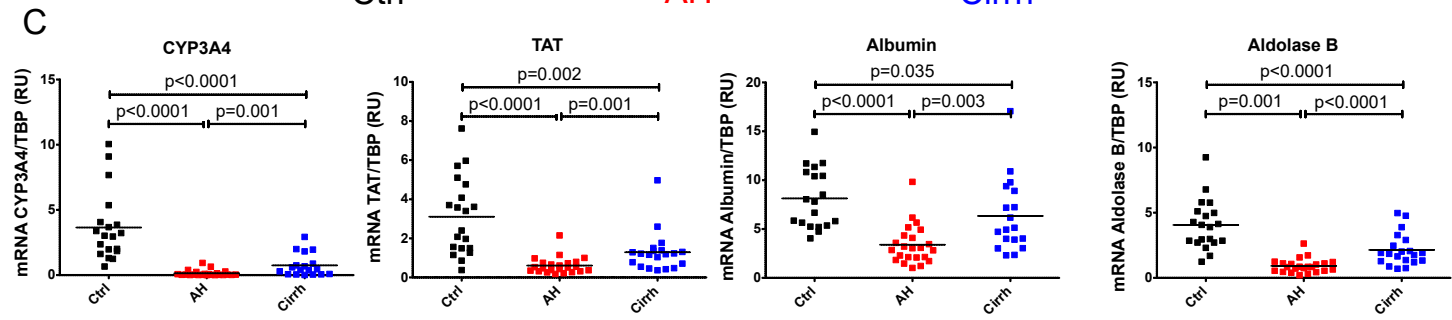 C
CYP3A4
mRNA CYP3A4/TBP (RU)
15
10
5
0
p<0.0001
p<0.0001
p=0.001
Ctrl
AH
Cirrh
TAT
mRNA TAT/TBP (RU)
10
8
6
4
2
0
p=0.002
p<0.0001
p=0.001
Ctrl
AH
Cirrh
Albumin
mRNA Albumin/TBP (RU)
20
15
10
5
0
p=0.035
p<0.0001
p=0.003
Ctrl
AH
Cirrh
Aldolase B
mRNA Aldolase B/TBP (RU)
15
10
5
0
p<0.0001
p=0.001
p<0.0001
Ctrl
AH
Cirrh